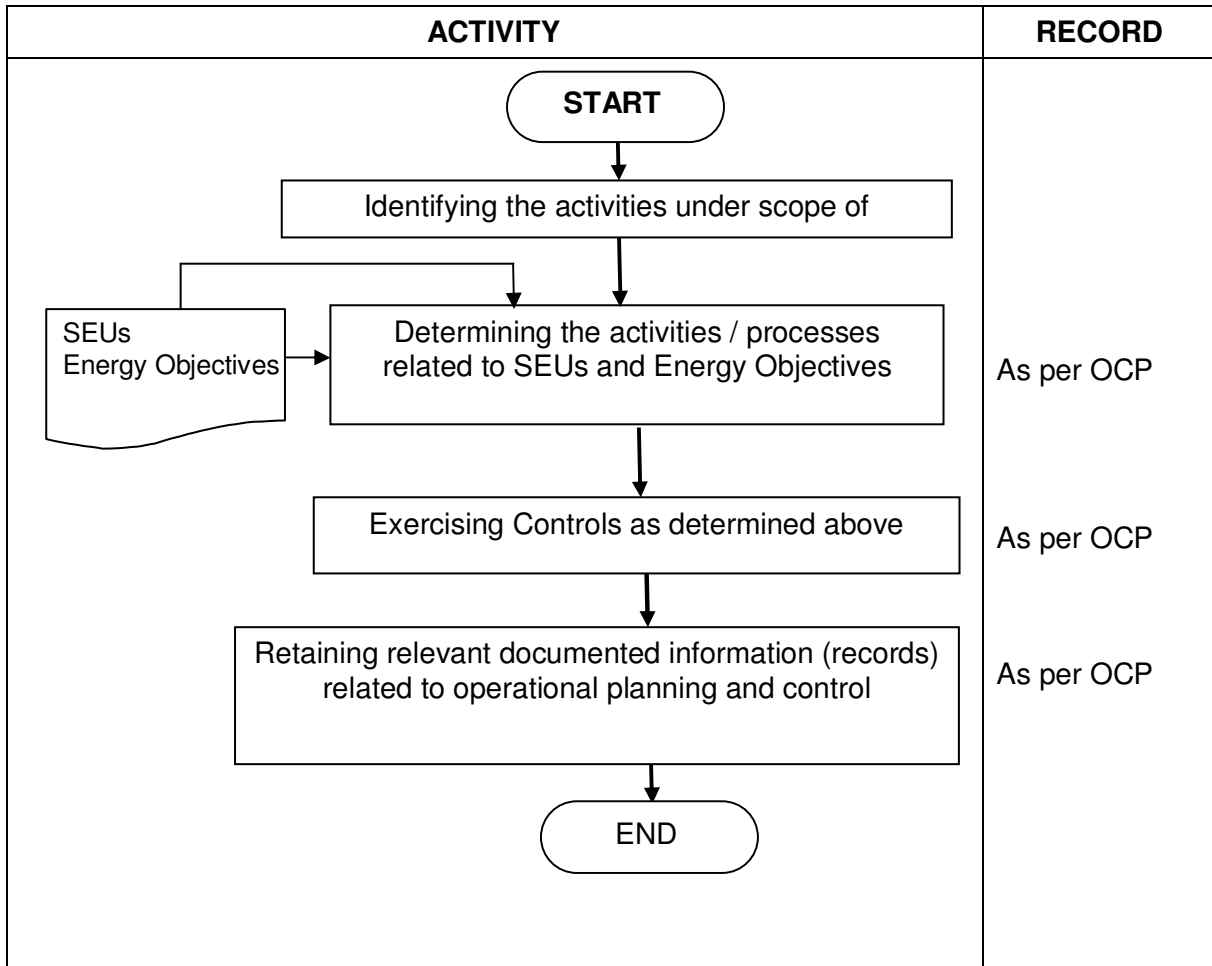 ACTIVITY
RECORD
START
Identifying the activities under scope of
SEUs
Energy Objectives
Determining the activities / processes
related to SEUs and Energy Objectives
As per OCP
Exercising Controls as determined above
As per OCP
Retaining relevant documented information (records)
related to operational planning and control
As per OCP
END